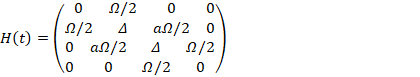 H(t) = ( 0 Ω/2 0 0
Ω/2 Δ aΩ/2 0
0 aΩ/2 Δ Ω/2
0 0 Ω/2 0 )